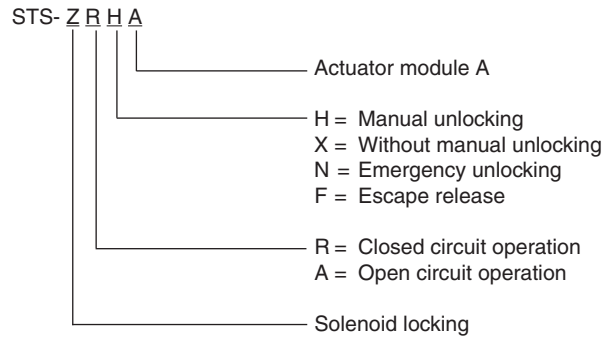 STS- Z R H A
Actuator module A
H = Manual unlocking
X = Without manual unlocking
N = Emergency unlocking
F = Escape release
R = Closed circuit operation
A = Open circuit operation
Solenoid locking